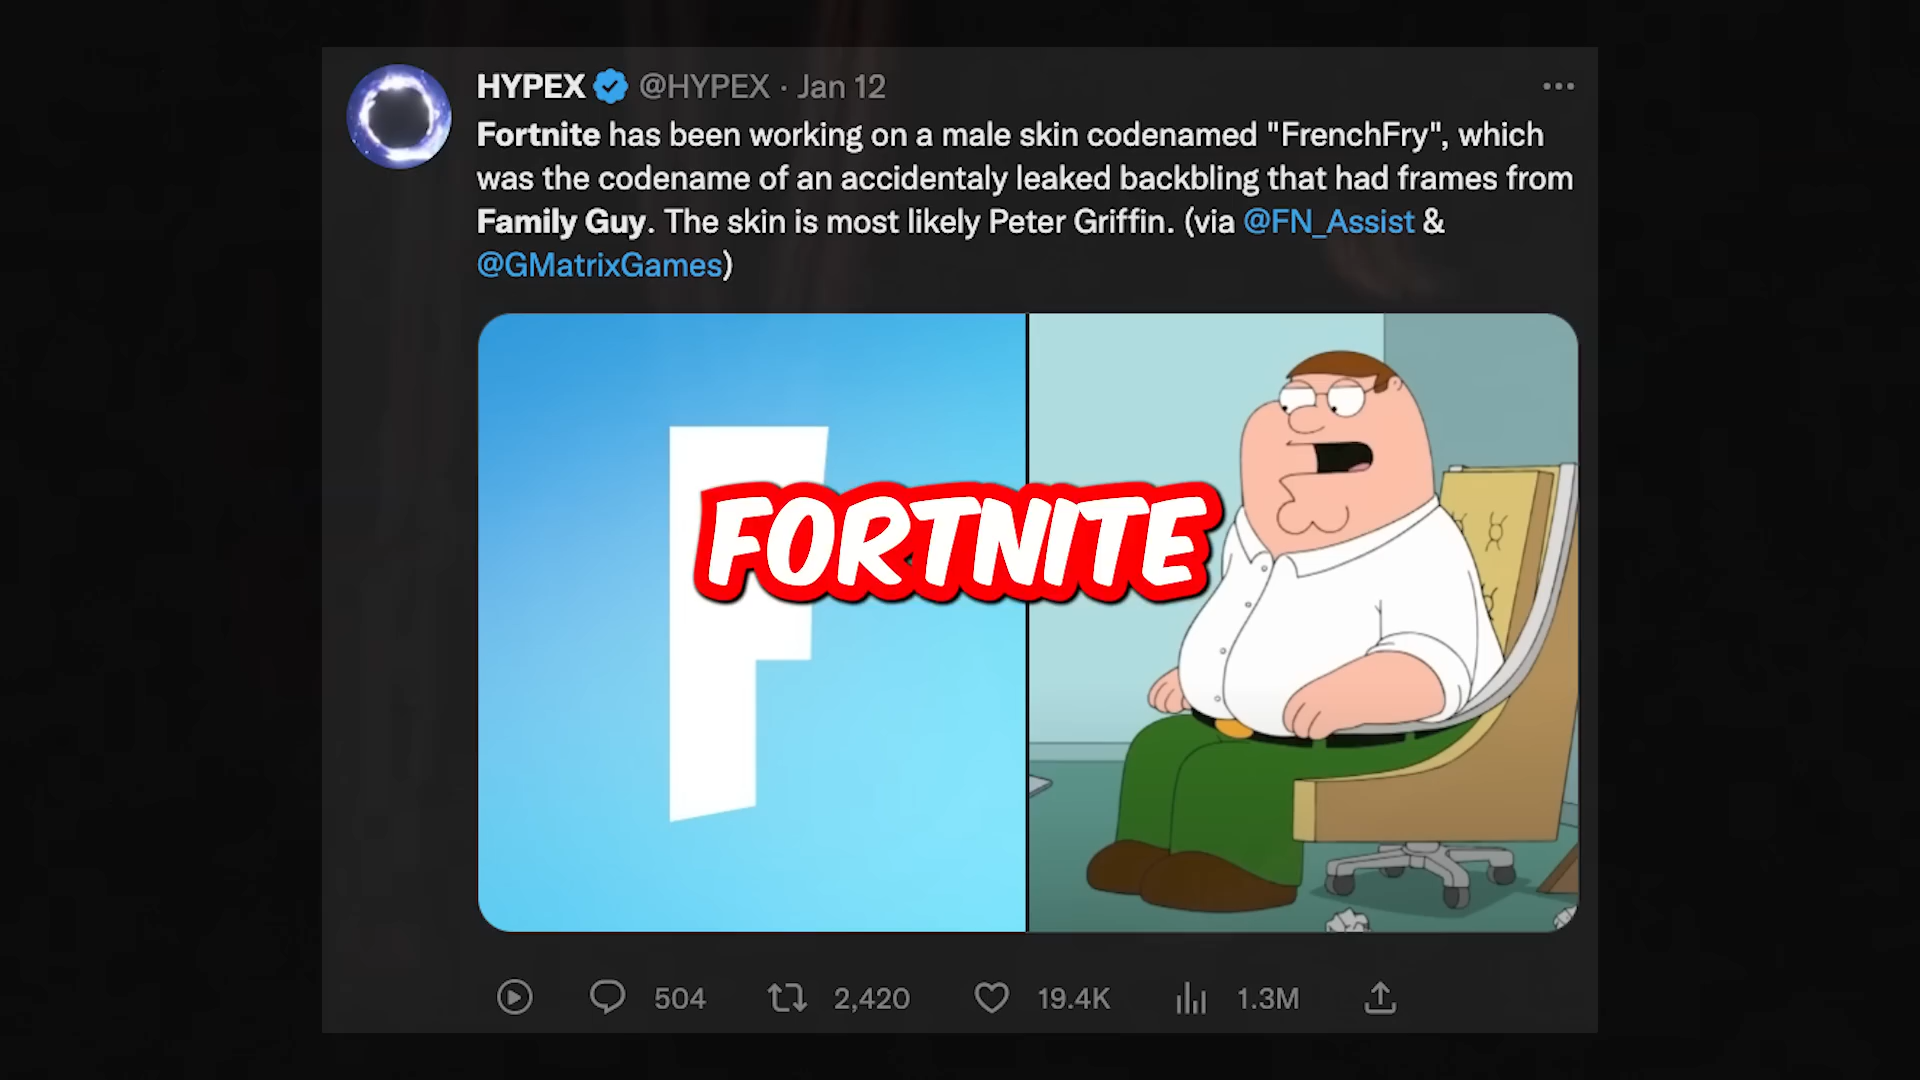 HYPEX @HYPEX · Jan 12
Fortnite has been working on a male skin codenamed "FrenchFry", which
was the codename of an accidentaly leaked backbling that had frames from
Family Guy. The skin is most likely Peter Griffin. (via @FN_Assist &
@GMatrixGames)
FORTNITE
504 2,420 19.4K 1.3M